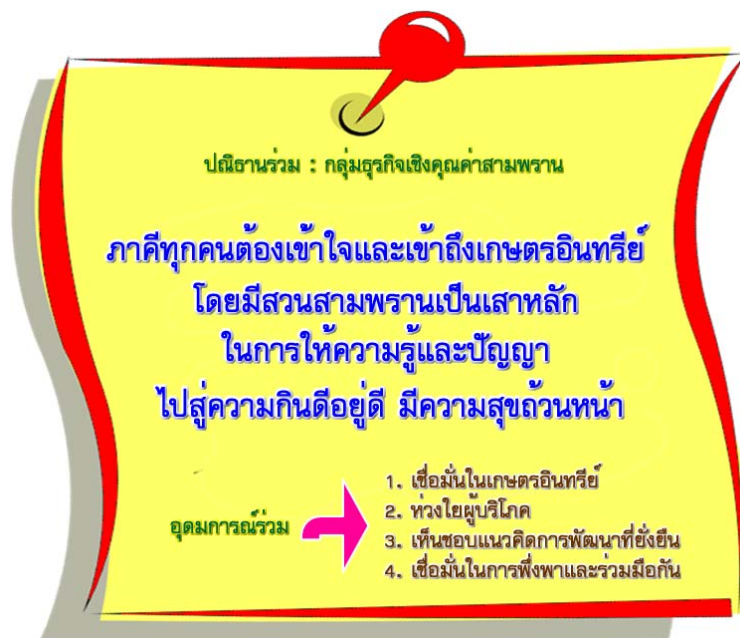 ปณิธานร่วม : กลุ่มธุรกิจเชิงคุณค่าสามพราน
ภาคีทุกคนต้องเข้าใจและเข้าถึงเกษตรอินทรีย์
โดยมีสวนสามพรานเป็นเสาหลัก
ในการให้ความรู้และปัญญา
ไปสู่ความกินดีอยู่ดี มีความสุขถ้วนหน้า
อุดมการณ์ร่วม
1. เชื่อมั่นในเกษตรอินทรีย์
2. ห่วงใยผู้บริโภค
3. เห็นชอบแนวคิดการพัฒนาที่ยั่งยืน
4. เชื่อมั่นในการพึ่งพาและร่วมมือกัน